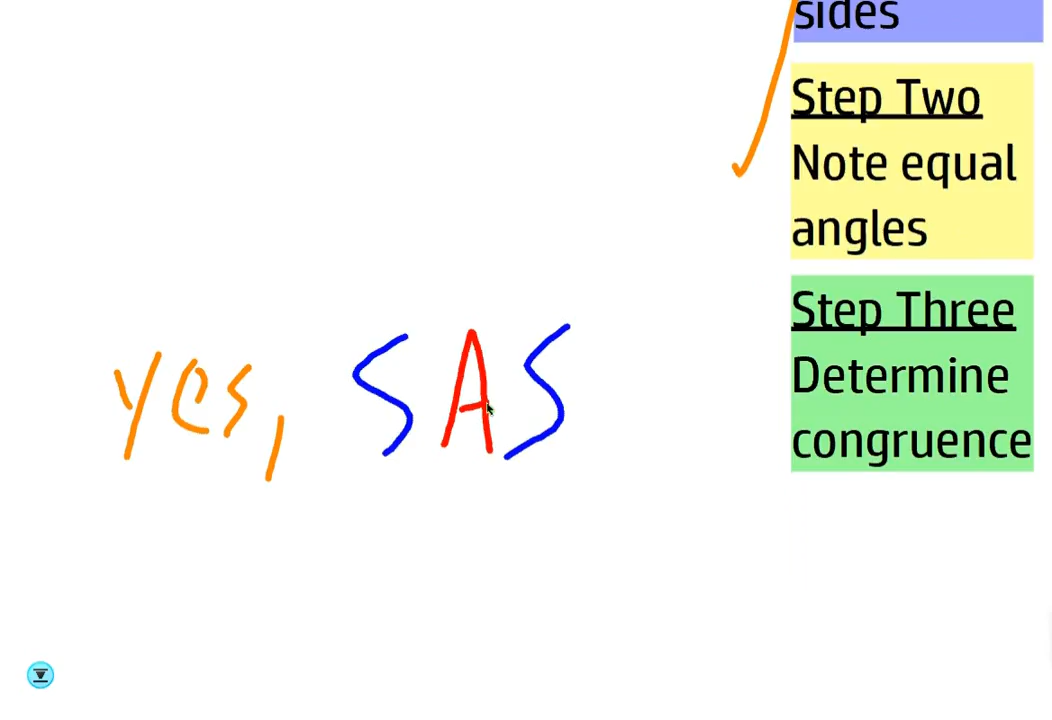 sides
Step Two
Note equal
angles
Step Three
Determine
congruence
yes, SAS